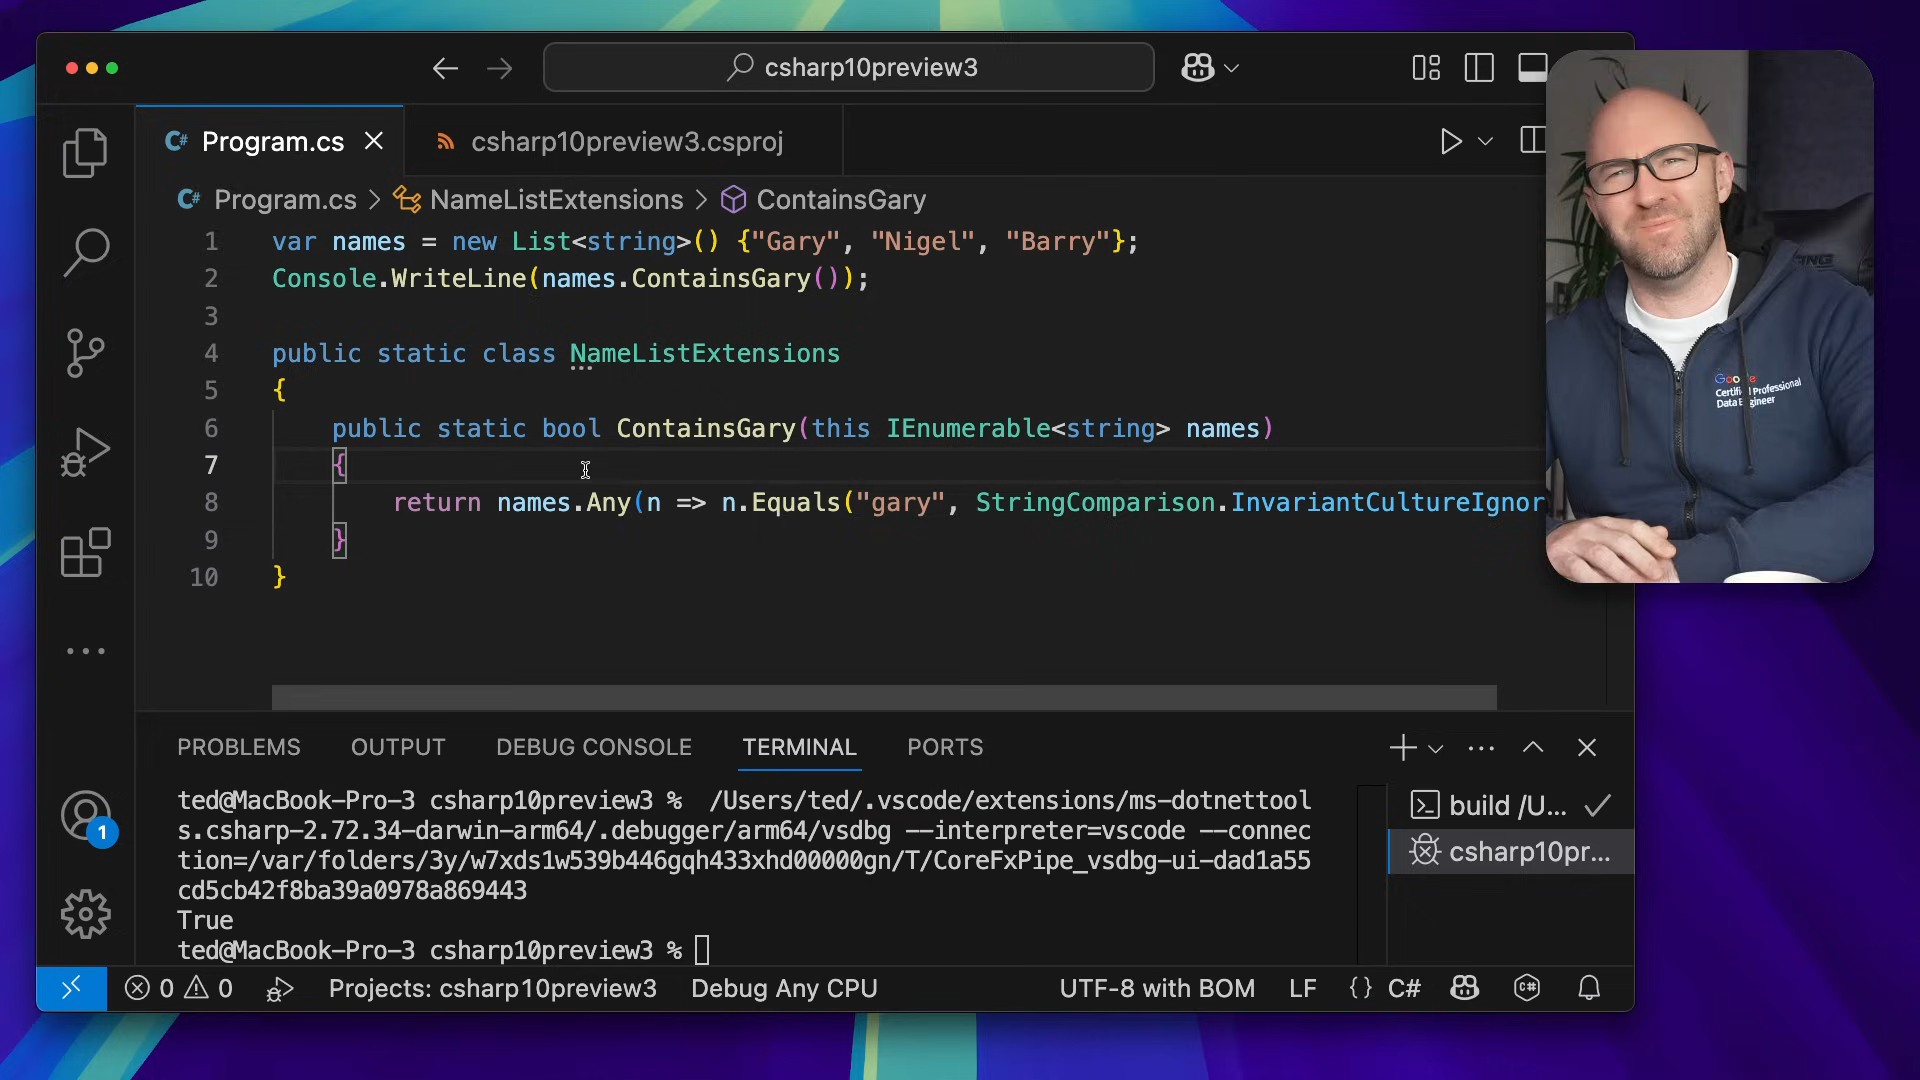 csharp10preview3
C# Program.cs
csharp10preview3.csproj
C# Program.cs > NameListExtensions > ContainsGary
1 var names = new List<string>() {"Gary", "Nigel", "Barry"};
2 Console.WriteLine(names.ContainsGary());
3
4 public static class NameListExtensions
5 {
6 public static bool ContainsGary(this IEnumerable<string> names)
7 {
8 return names.Any(n => n.Equals("gary", StringComparison.InvariantCultureIgnor
9 }
10 }
Google
Certified Professional
Data Engineer
PROBLEMS OUTPUT DEBUG CONSOLE TERMINAL PORTS
ted@MacBook-Pro-3 csharp10preview3 % /Users/ted/.vscode/extensions/ms-dotnettool
s.csharp-2.72.34-darwin-arm64/.debugger/arm64/vsdbg --interpreter=vscode --connec
tion=/var/folders/3y/w7xds1w539b446gqh433xhd00000gn/T/CoreFxPipe_vsdbg-ui-dad1a55
cd5cb42f8ba39a0978a869443
True
ted@MacBook-Pro-3 csharp10preview3 %
build /U...
csharp10pr...
1
0 0 Projects: csharp10preview3 Debug Any CPU UTF-8 with BOM LF {} C#